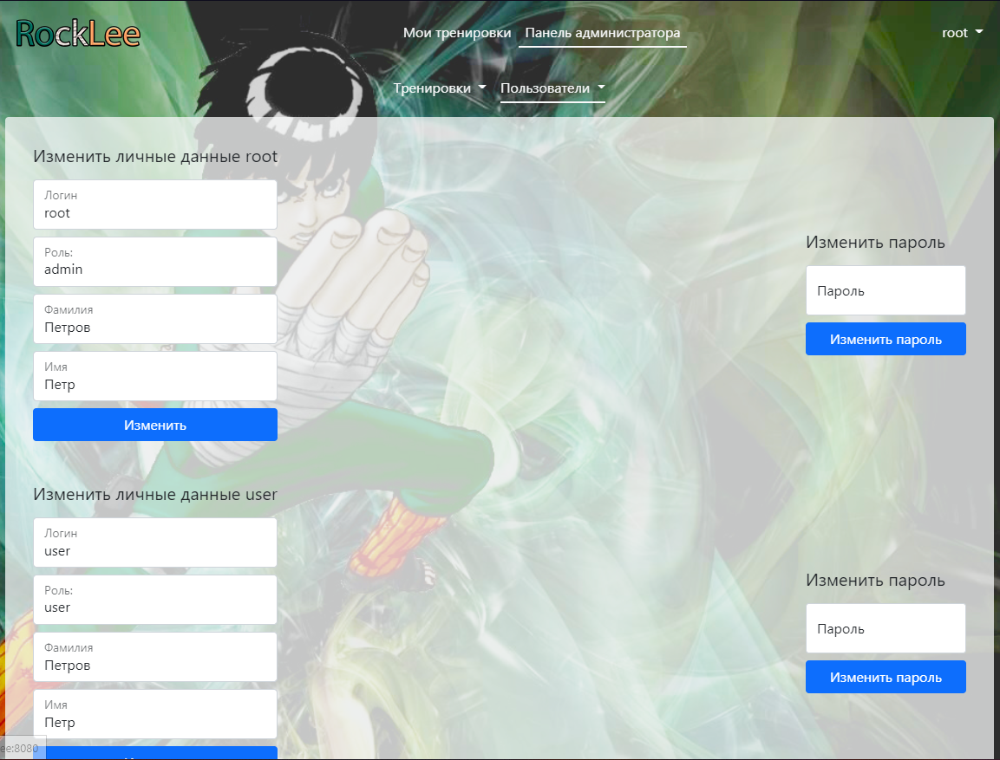 RockLee
Мои тренировки
Панель администратора
root
Тренировки
Пользователи
Изменить личные данные root
Логин
root
Роль:
admin
Фамилия
Петров
Имя
Петр
Изменить
Изменить пароль
Пароль
Изменить пароль
Изменить личные данные user
Логин
user
Роль:
user
Фамилия
Петров
Имя
Петр
Изменить пароль
Пароль
Изменить пароль
ee:8080